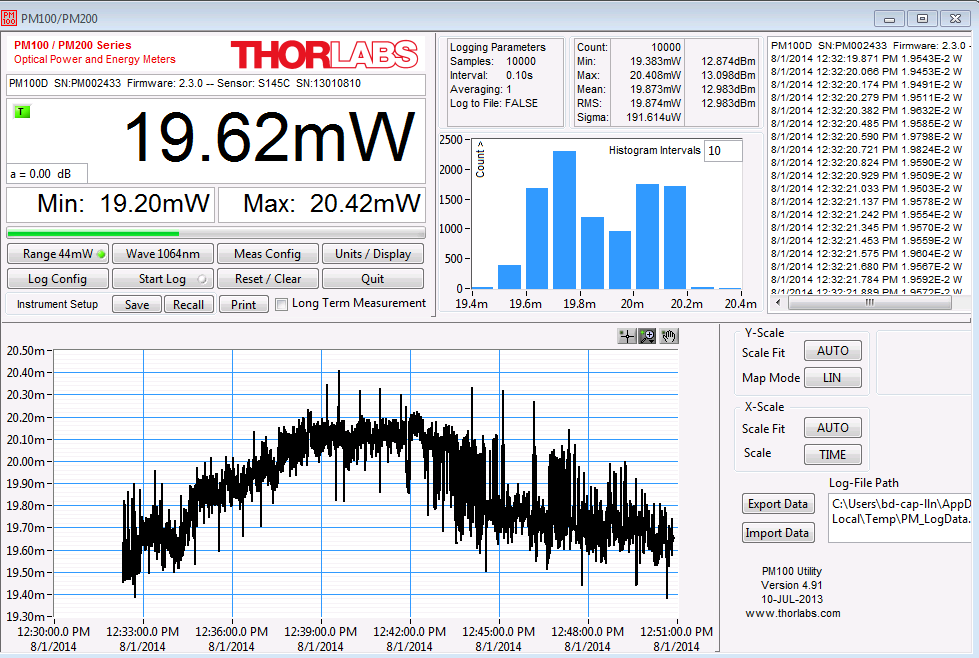 PM100/PM200
PM100 / PM200 Series
Optical Power and Energy Meters
THORLABS
PM100D SN:PM002433 Firmware: 2.3.0 -- Sensor: S145C SN:13010810
T
19.62mW
a = 0.00 dB
Min: 19.20mW
Max: 20.42mW
Range 44mW
Wave 1064nm
Meas Config
Units / Display
Log Config
Start Log
Reset / Clear
Quit
Instrument Setup
Save
Recall
Print
Long Term Measurement
Logging Parameters
Samples: 10000
Interval: 0.10s
Averaging: 1
Log to File: FALSE
Count: 10000
Min: 19.383mW 12.874dBm
Max: 20.408mW 13.098dBm
Mean: 19.873mW 12.983dBm
RMS: 19.874mW 12.983dBm
Sigma: 191.614uW
Histogram Intervals 10
Count >
2500
2000
1500
1000
500
0
19.4m 19.6m 19.8m 20m 20.2m 20.4m
PM100D SN:PM002433 Firmware: 2.3.0 -
8/1/2014 12:32:19.871 PM 1.9543E-2 W
8/1/2014 12:32:20.066 PM 1.9453E-2 W
8/1/2014 12:32:20.174 PM 1.9491E-2 W
8/1/2014 12:32:20.279 PM 1.9511E-2 W
8/1/2014 12:32:20.382 PM 1.9632E-2 W
8/1/2014 12:32:20.485 PM 1.9585E-2 W
8/1/2014 12:32:20.590 PM 1.9798E-2 W
8/1/2014 12:32:20.721 PM 1.9824E-2 W
8/1/2014 12:32:20.824 PM 1.9590E-2 W
8/1/2014 12:32:20.929 PM 1.9509E-2 W
8/1/2014 12:32:21.033 PM 1.9503E-2 W
8/1/2014 12:32:21.137 PM 1.9578E-2 W
8/1/2014 12:32:21.242 PM 1.9554E-2 W
8/1/2014 12:32:21.345 PM 1.9570E-2 W
8/1/2014 12:32:21.453 PM 1.9559E-2 W
8/1/2014 12:32:21.575 PM 1.9604E-2 W
8/1/2014 12:32:21.680 PM 1.9567E-2 W
8/1/2014 12:32:21.784 PM 1.9592E-2 W
8/1/2014 12:32:21.889 PM 1.9572E-2 W
20.50m
20.40m
20.30m
20.20m
20.10m
20.00m
19.90m
19.80m
19.70m
19.60m
19.50m
19.40m
19.30m
12:30:00.0 PM 12:33:00.0 PM 12:36:00.0 PM 12:39:00.0 PM 12:42:00.0 PM 12:45:00.0 PM 12:48:00.0 PM 12:51:00.0 PM
8/1/2014 8/1/2014 8/1/2014 8/1/2014 8/1/2014 8/1/2014 8/1/2014 8/1/2014
Y-Scale
Scale Fit AUTO
Map Mode LIN
X-Scale
Scale Fit AUTO
Scale TIME
Log-File Path
Export Data
Import Data
C:\Users\bd-cap-lln\AppD
Local\Temp\PM_LogData.
PM100 Utility
Version 4.91
10-JUL-2013
www.thorlabs.com